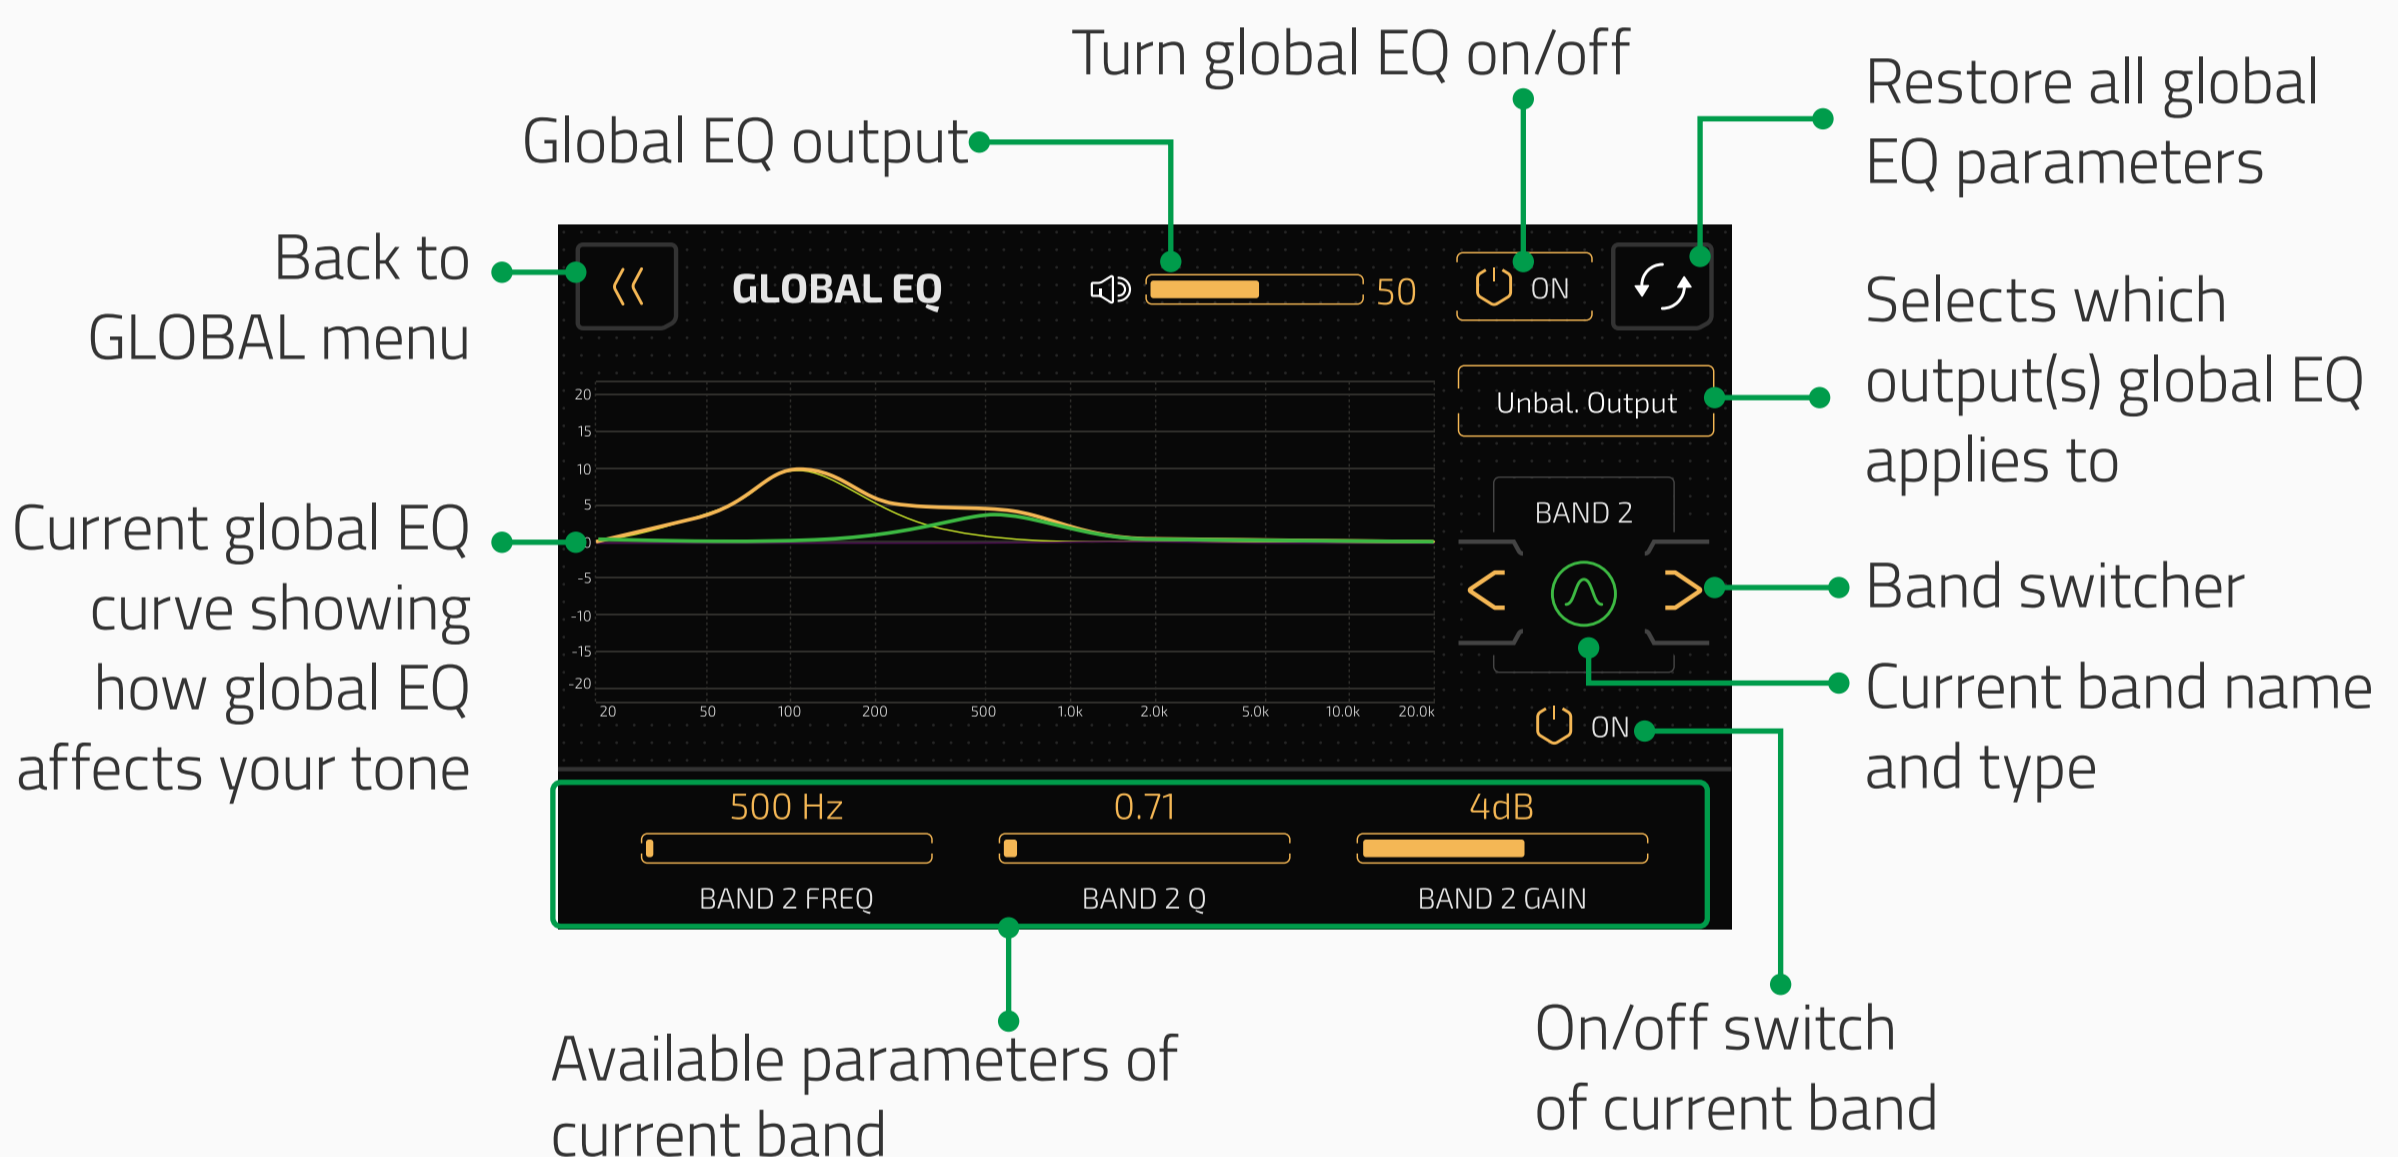 Turn global EQ on/off
Restore all global
EQ parameters
Global EQ output
Back to
GLOBAL menu
GLOBAL EQ
50
ON
Selects which
output(s) global EQ
applies to
Unbal. Output
20
15
10
5
0
-5
-10
-15
-20
20 50 100 200 500 1.0k 2.0k 5.0k 10.0k 20.0k
Current global EQ
curve showing
how global EQ
affects your tone
BAND 2
Band switcher
Current band name
and type
ON
500 Hz 0.71 4dB
BAND 2 FREQ BAND 2 Q BAND 2 GAIN
Available parameters of
current band
On/off switch
of current band